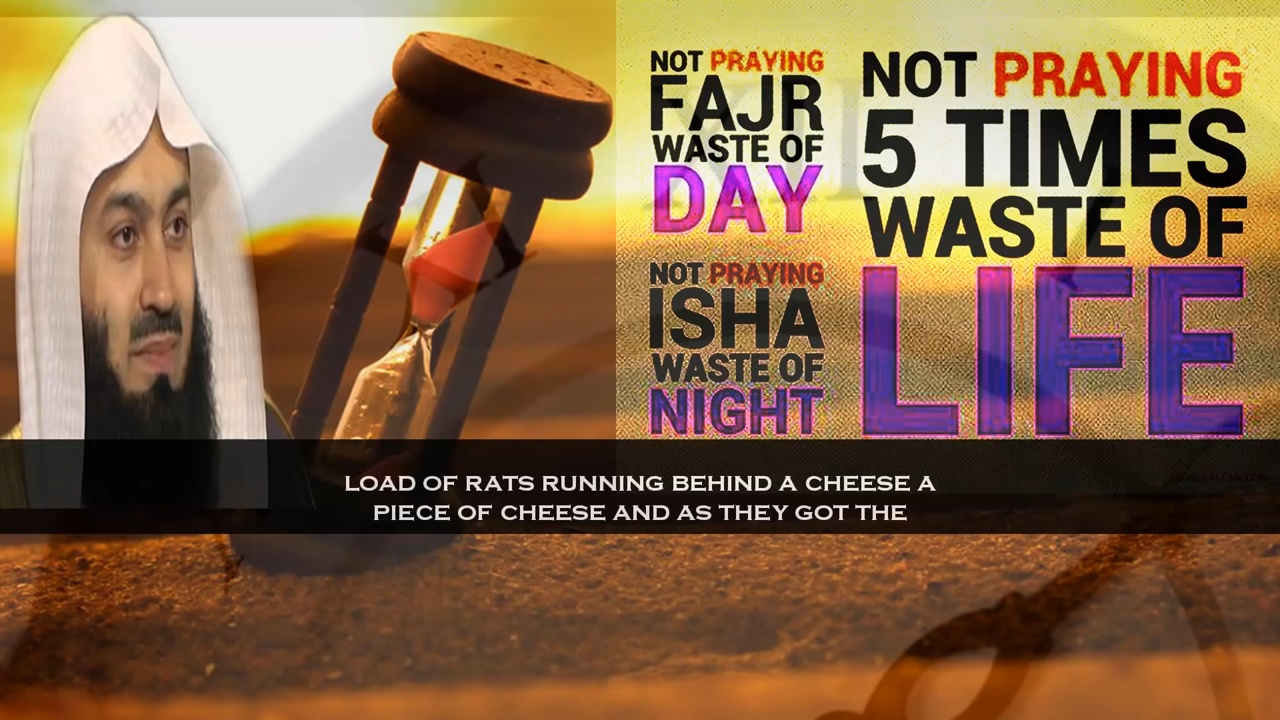 NOT PRAYING
FAJR
WASTE OF
DAY
NOT PRAYING
ISHA
WASTE OF
NIGHT
NOT PRAYING
5 TIMES
WASTE OF
LIFE
LOAD OF RATS RUNNING BEHIND A CHEESE A
PIECE OF CHEESE AND AS THEY GOT THE